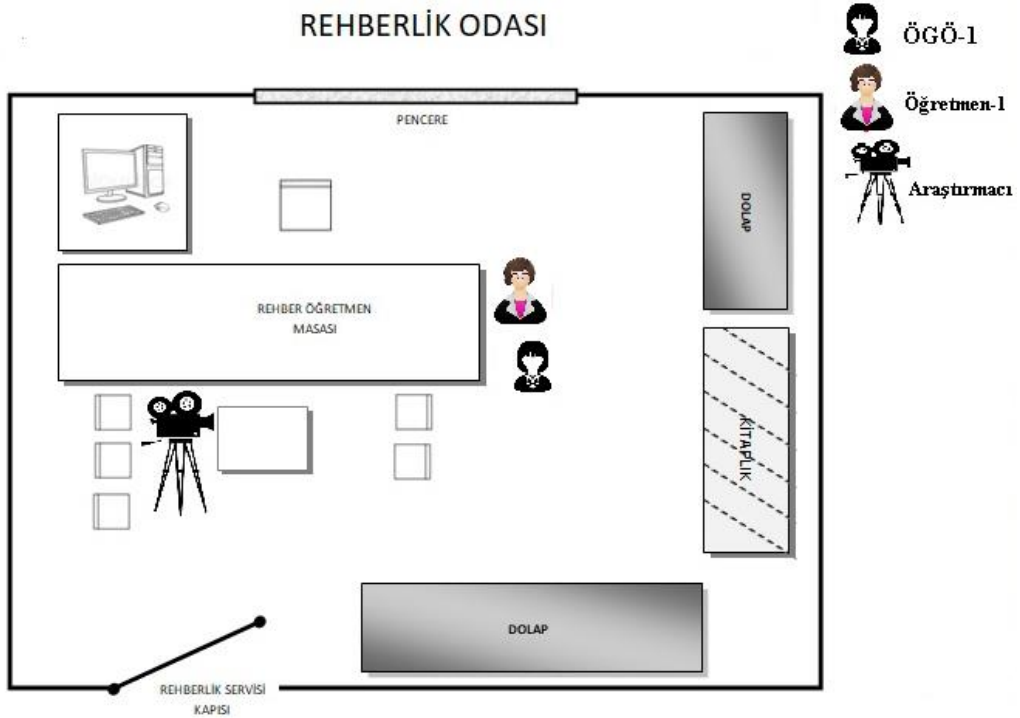 REHBERLİK ODASI
ÖGÖ-1
Öğretmen-1
Araştırmacı
PENCERE
DOLAP
REHBER ÖĞRETMEN
MASASI
KİTAPLIK
DOLAP
REHBERLİK SERVİSİ
KAPISI